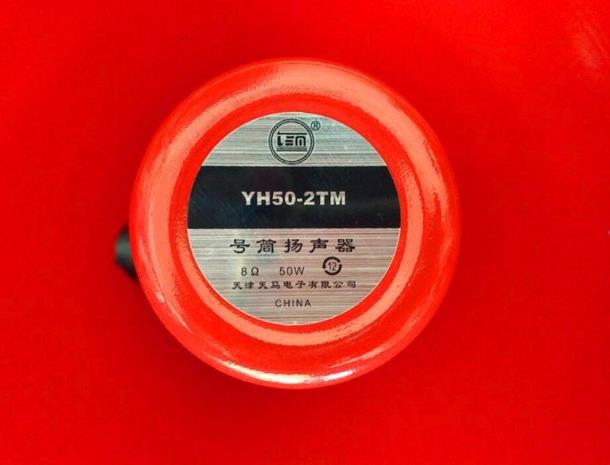 ®
YH50-2TM
号筒扬声器
8Ω 50W 12
天津天马电子有限公司
CHINA